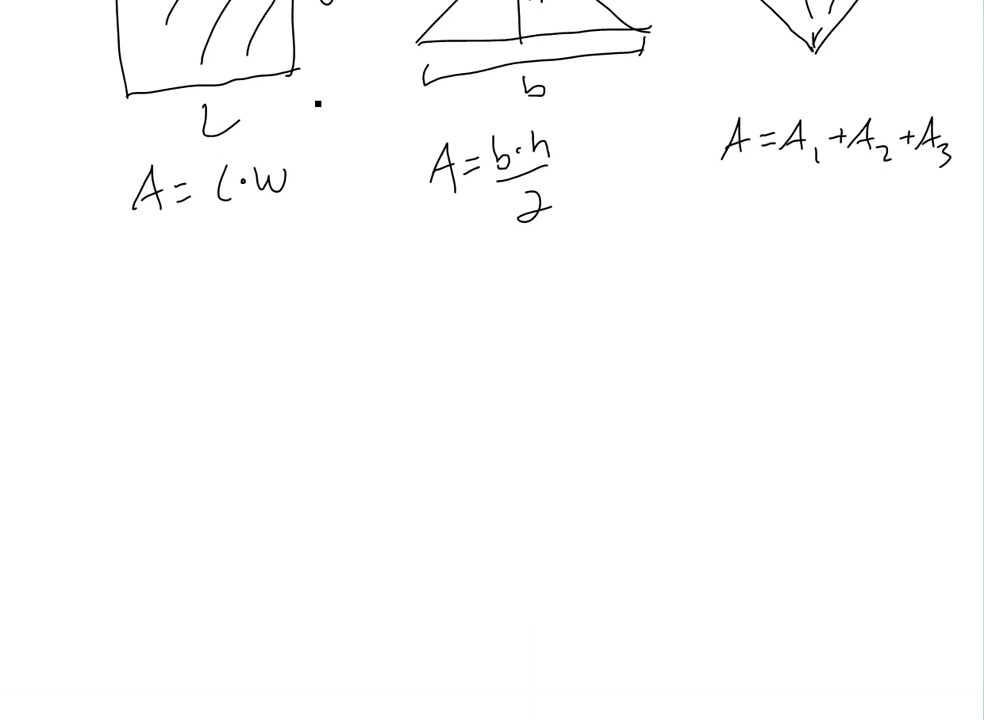 L
b
A = l·w
A = b·h/2
A = A₁ + A₂ + A₃